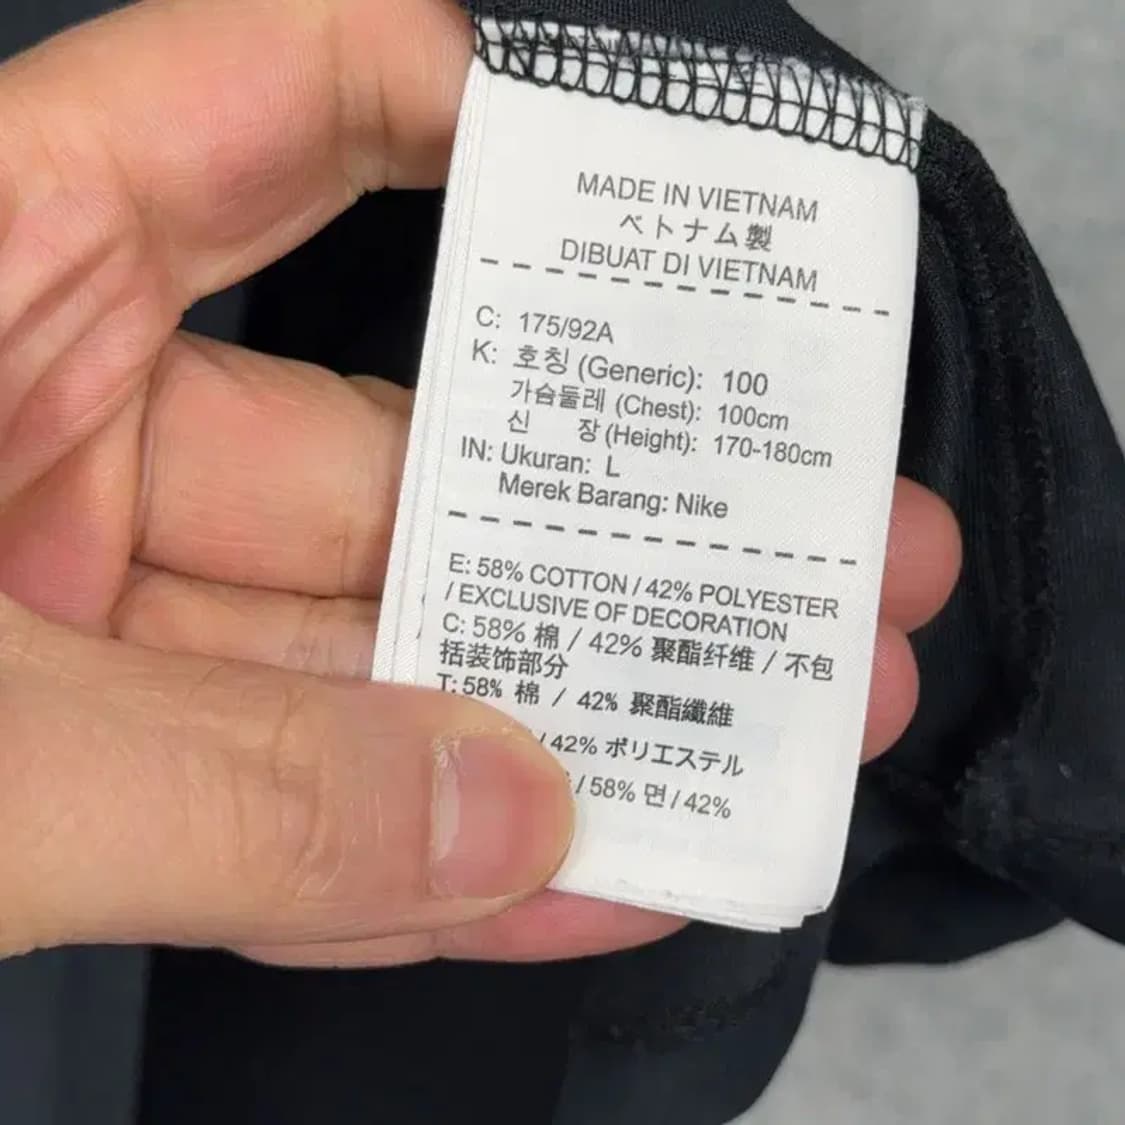 MADE IN VIETNAM
ベトナム製
DIBUAT DI VIETNAM
C: 175/92A
K: 호칭 (Generic): 100
가슴둘레 (Chest): 100cm
신 장 (Height): 170-180cm
IN: Ukuran: L
Merek Barang: Nike
E: 58% COTTON / 42% POLYESTER
/ EXCLUSIVE OF DECORATION
C: 58% 棉 / 42% 聚酯纤维 / 不包
括装饰部分
T: 58% 棉 / 42% 聚酯纖維
/ 42% ポリエステル
/ 58% 면 / 42%